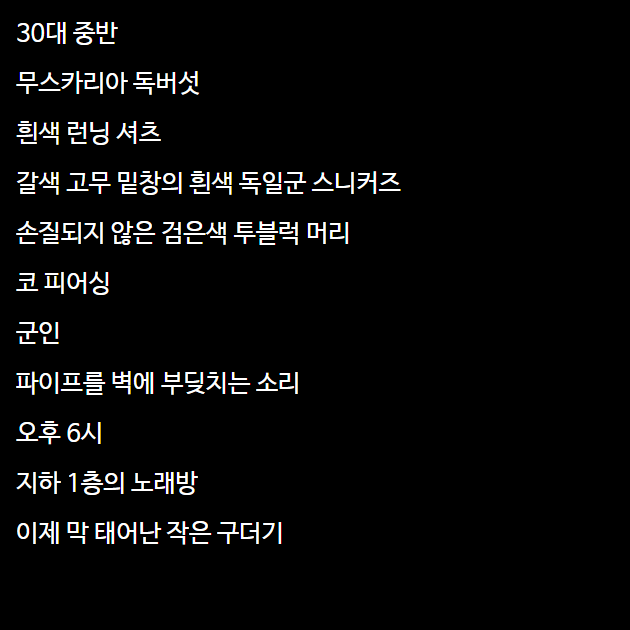 30대 중반
무스카리아 독버섯
흰색 런닝 셔츠
갈색 고무 밑창의 흰색 독일군 스니커즈
손질되지 않은 검은색 투블럭 머리
코 피어싱
군인
파이프를 벽에 부딪치는 소리
오후 6시
지하 1층의 노래방
이제 막 태어난 작은 구더기